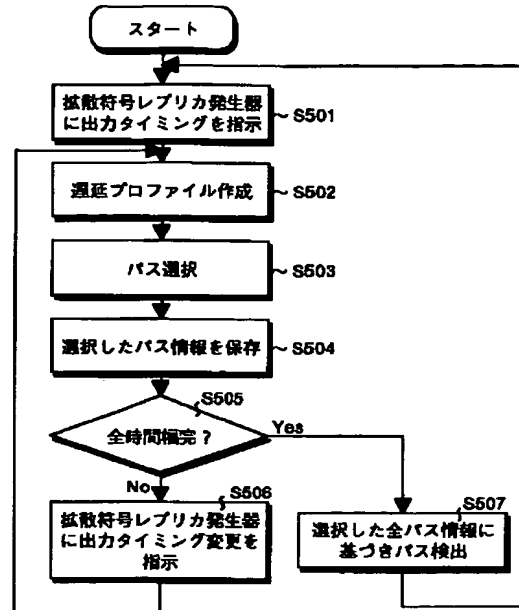 スタート
拡散符号レプリカ発生器
に出力タイミングを指示
S501
遅延プロファイル作成
S502
パス選択
S503
選択したパス情報を保存
S504
S505
全時間幅完？
Yes
No
S506
拡散符号レプリカ発生器
に出力タイミング変更を
指示
S507
選択した全パス情報に
基づきパス検出